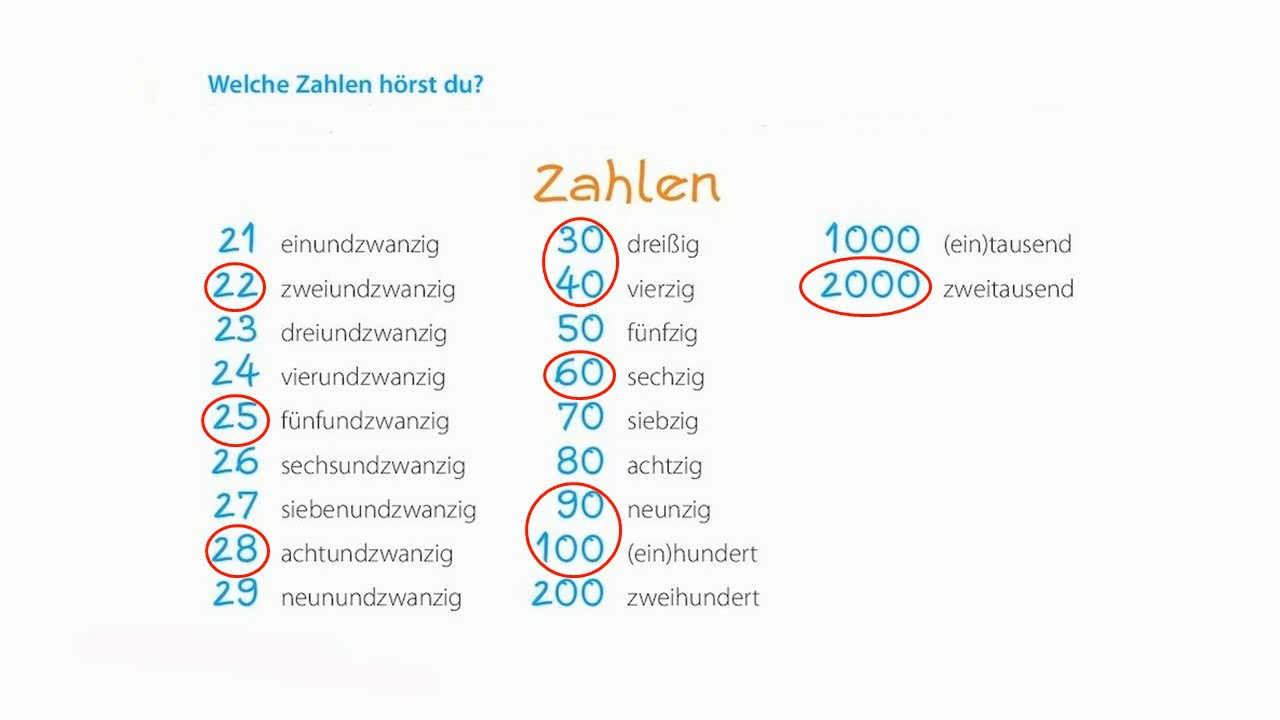 Welche Zahlen hörst du?
Zahlen
21 einundzwanzig
22 zweiundzwanzig
23 dreiundzwanzig
24 vierundzwanzig
25 fünfundzwanzig
26 sechsundzwanzig
27 siebenundzwanzig
28 achtundzwanzig
29 neunundzwanzig
30 dreißig
40 vierzig
50 fünfzig
60 sechzig
70 siebzig
80 achtzig
90 neunzig
100 (ein)hundert
200 zweihundert
1000 (ein)tausend
2000 zweitausend